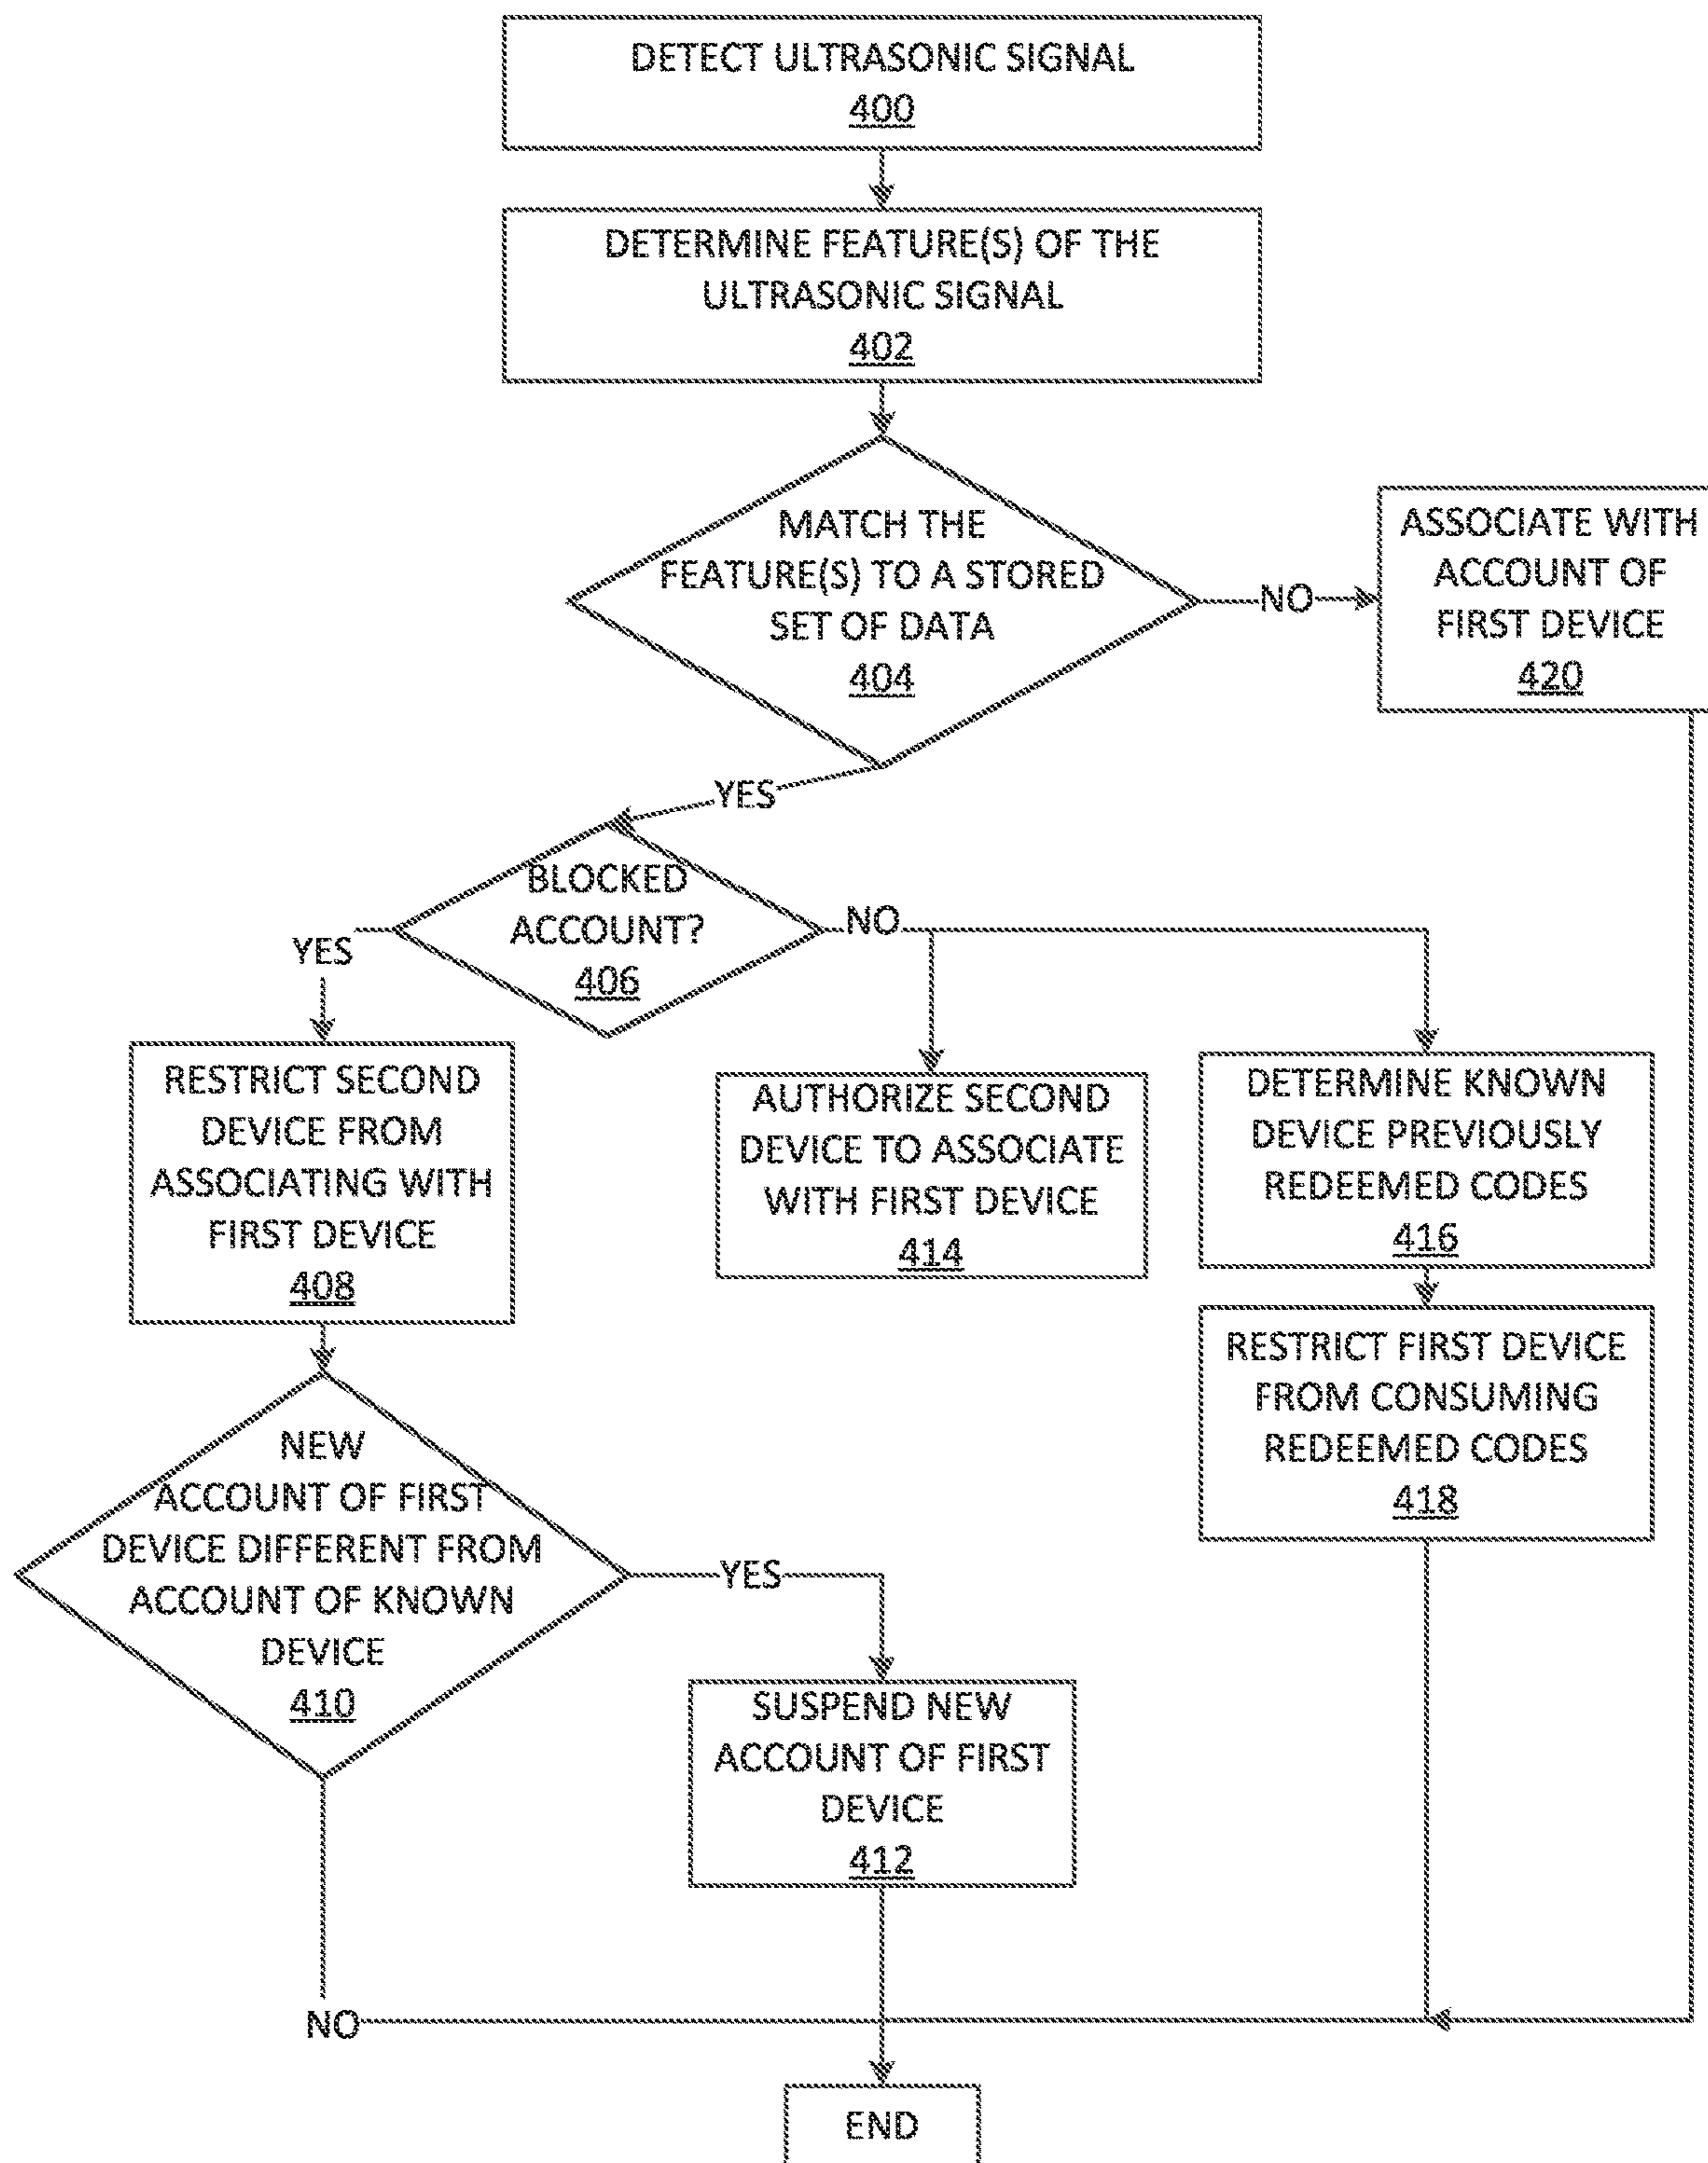 DETECT ULTRASONIC SIGNAL
400
DETERMINE FEATURE(S) OF THE
ULTRASONIC SIGNAL
402
MATCH THE
FEATURE(S) TO A STORED
SET OF DATA
404
NO
ASSOCIATE WITH
ACCOUNT OF
FIRST DEVICE
420
YES
BLOCKED
ACCOUNT?
406
NO
YES
RESTRICT SECOND
DEVICE FROM
ASSOCIATING WITH
FIRST DEVICE
408
AUTHORIZE SECOND
DEVICE TO ASSOCIATE
WITH FIRST DEVICE
414
DETERMINE KNOWN
DEVICE PREVIOUSLY
REDEEMED CODES
416
RESTRICT FIRST DEVICE
FROM CONSUMING
REDEEMED CODES
418
NEW
ACCOUNT OF FIRST
DEVICE DIFFERENT FROM
ACCOUNT OF KNOWN
DEVICE
410
YES
SUSPEND NEW
ACCOUNT OF FIRST
DEVICE
412
NO
END